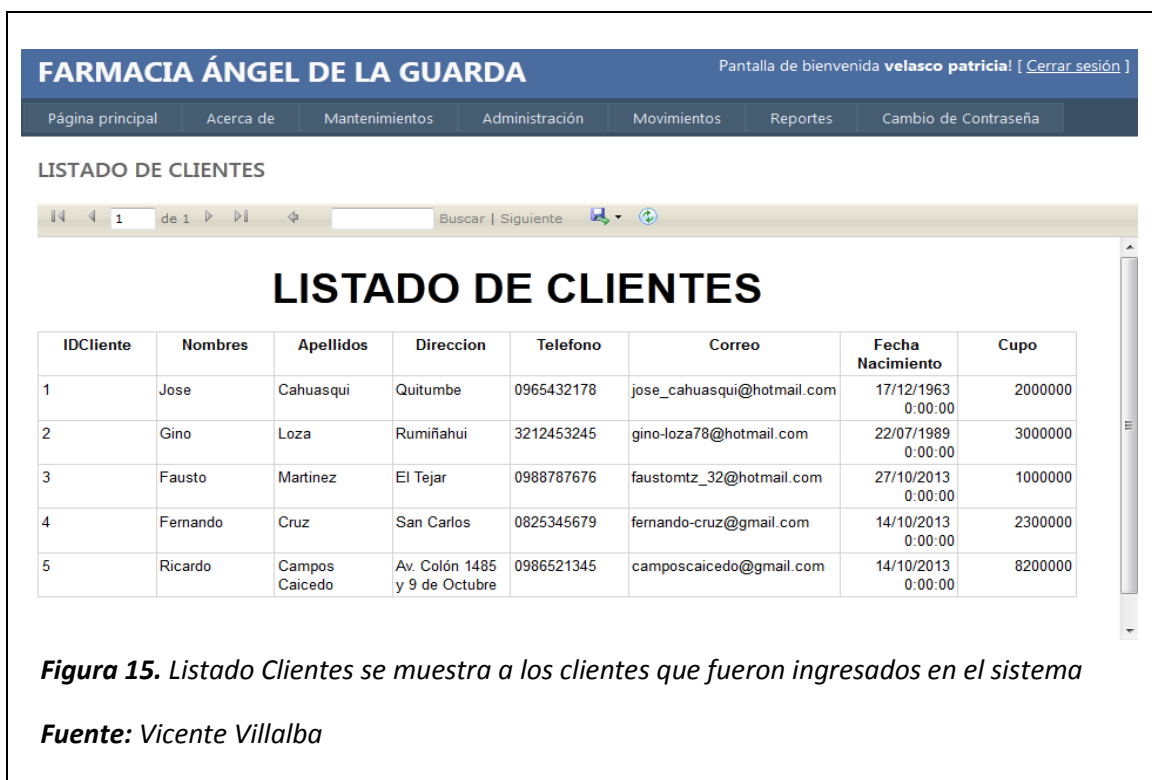 FARMACIA ÁNGEL DE LA GUARDA
Pantalla de bienvenida velasco patricia! [ Cerrar sesión ]
Página principal Acerca de Mantenimientos Administración Movimientos Reportes Cambio de Contraseña
LISTADO DE CLIENTES
1 de 1 Buscar | Siguiente
LISTADO DE CLIENTES
IDCliente Nombres Apellidos Direccion Telefono Correo Fecha Nacimiento Cupo
1 Jose Cahuasqui Quitumbe 0965432178 jose_cahuasqui@hotmail.com 17/12/1963 0:00:00 2000000
2 Gino Loza Rumiñahui 3212453245 gino-loza78@hotmail.com 22/07/1989 0:00:00 3000000
3 Fausto Martinez El Tejar 0988787676 faustomtz_32@hotmail.com 27/10/2013 0:00:00 1000000
4 Fernando Cruz San Carlos 0825345679 fernando-cruz@gmail.com 14/10/2013 0:00:00 2300000
5 Ricardo Campos Caicedo Av. Colón 1485 y 9 de Octubre 0986521345 camposcaicedo@gmail.com 14/10/2013 0:00:00 8200000
Figura 15. Listado Clientes se muestra a los clientes que fueron ingresados en el sistema
Fuente: Vicente Villalba